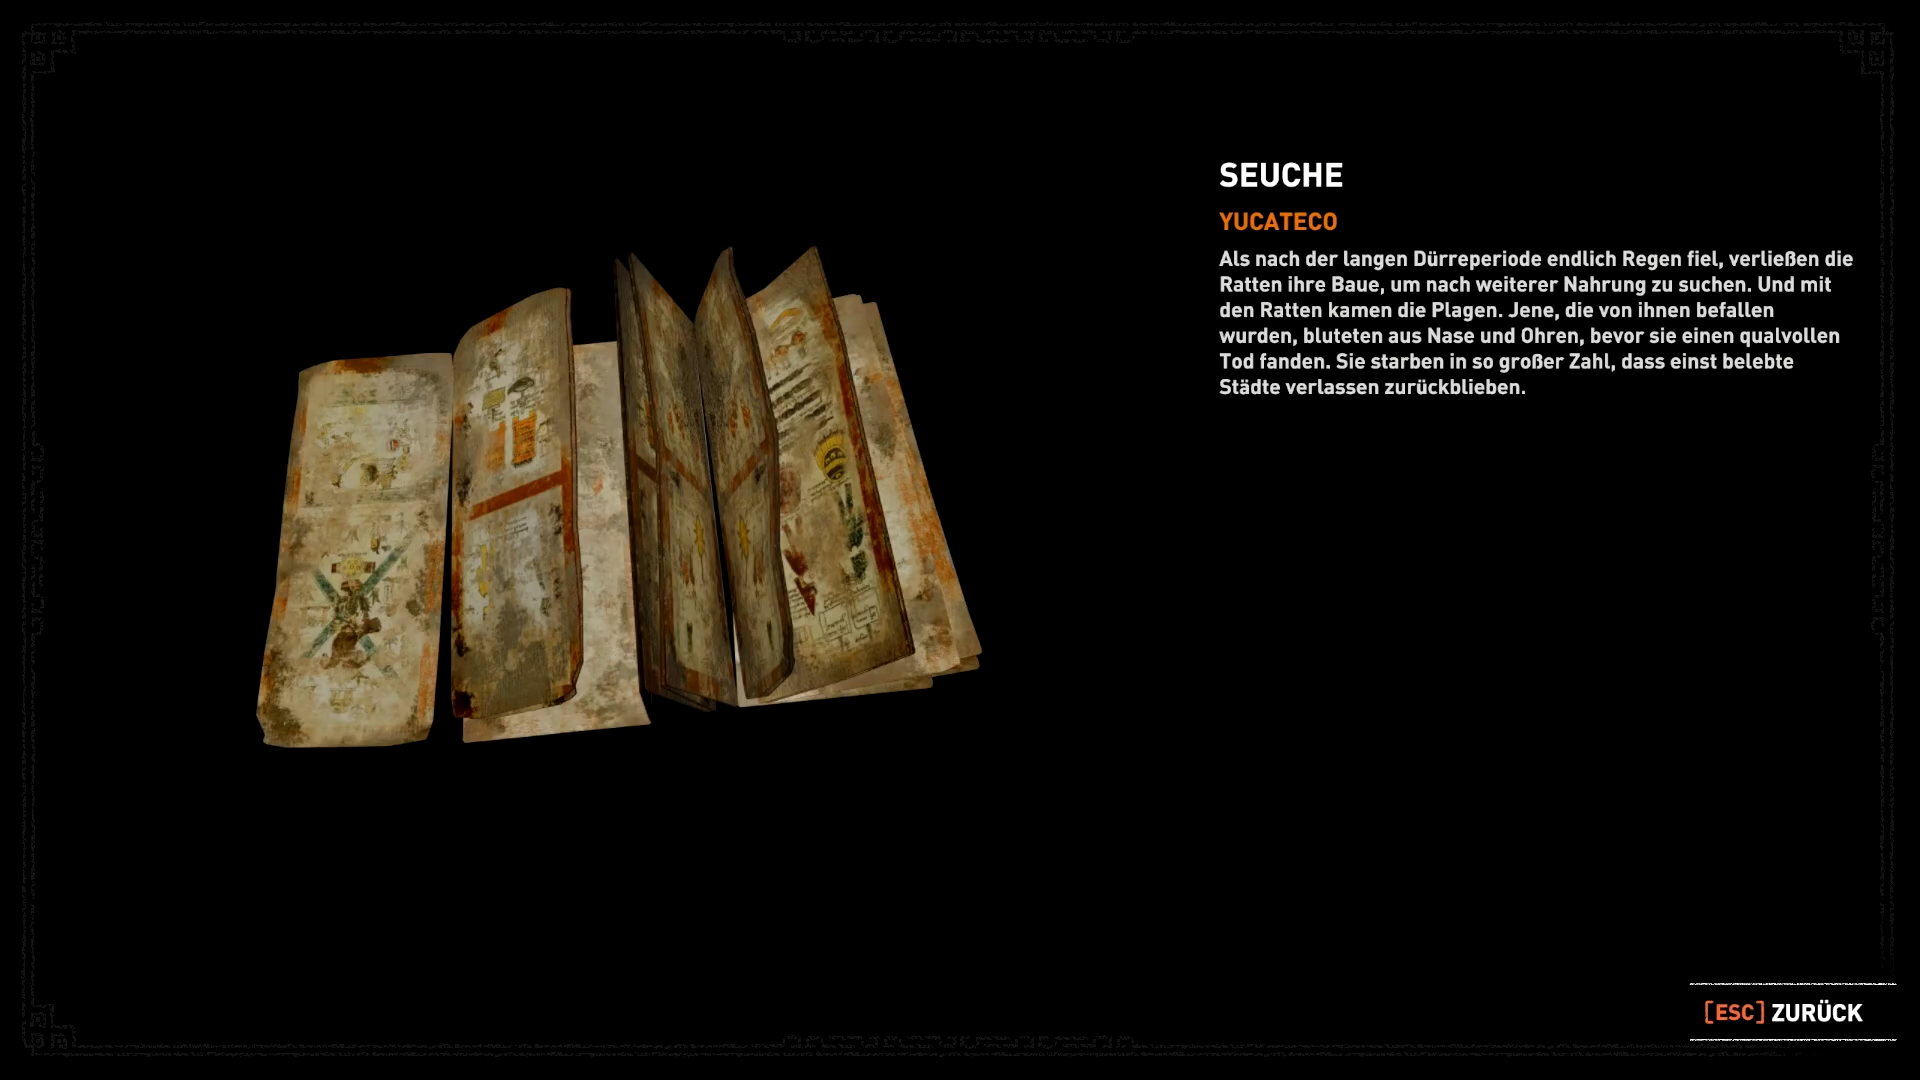 SEUCHE
YUCATECO
Als nach der langen Dürreperiode endlich Regen fiel, verließen die
Ratten ihre Baue, um nach weiterer Nahrung zu suchen. Und mit
den Ratten kamen die Plagen. Jene, die von ihnen befallen
wurden, bluteten aus Nase und Ohren, bevor sie einen qualvollen
Tod fanden. Sie starben in so großer Zahl, dass einst belebte
Städte verlassen zurückblieben.
[ESC] ZURÜCK